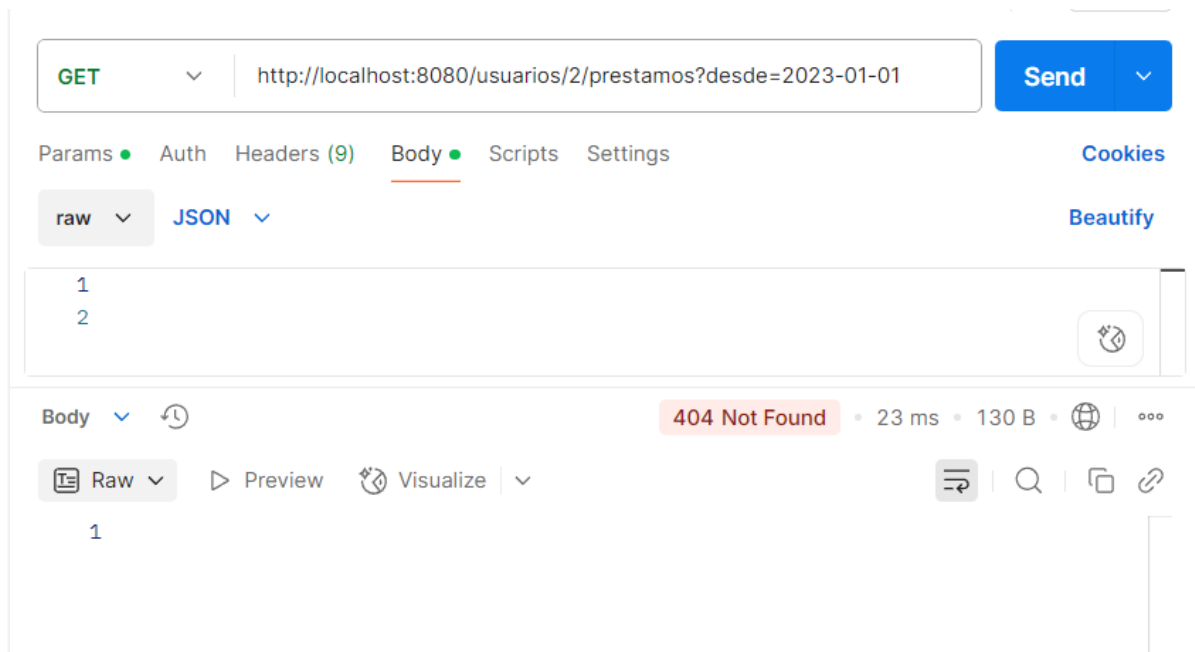 GET http://localhost:8080/usuarios/2/prestamos?desde=2023-01-01 Send
Params Auth Headers (9) Body Scripts Settings Cookies
raw JSON Beautify
1
2
Body 404 Not Found 23 ms 130 B
Raw Preview Visualize
1